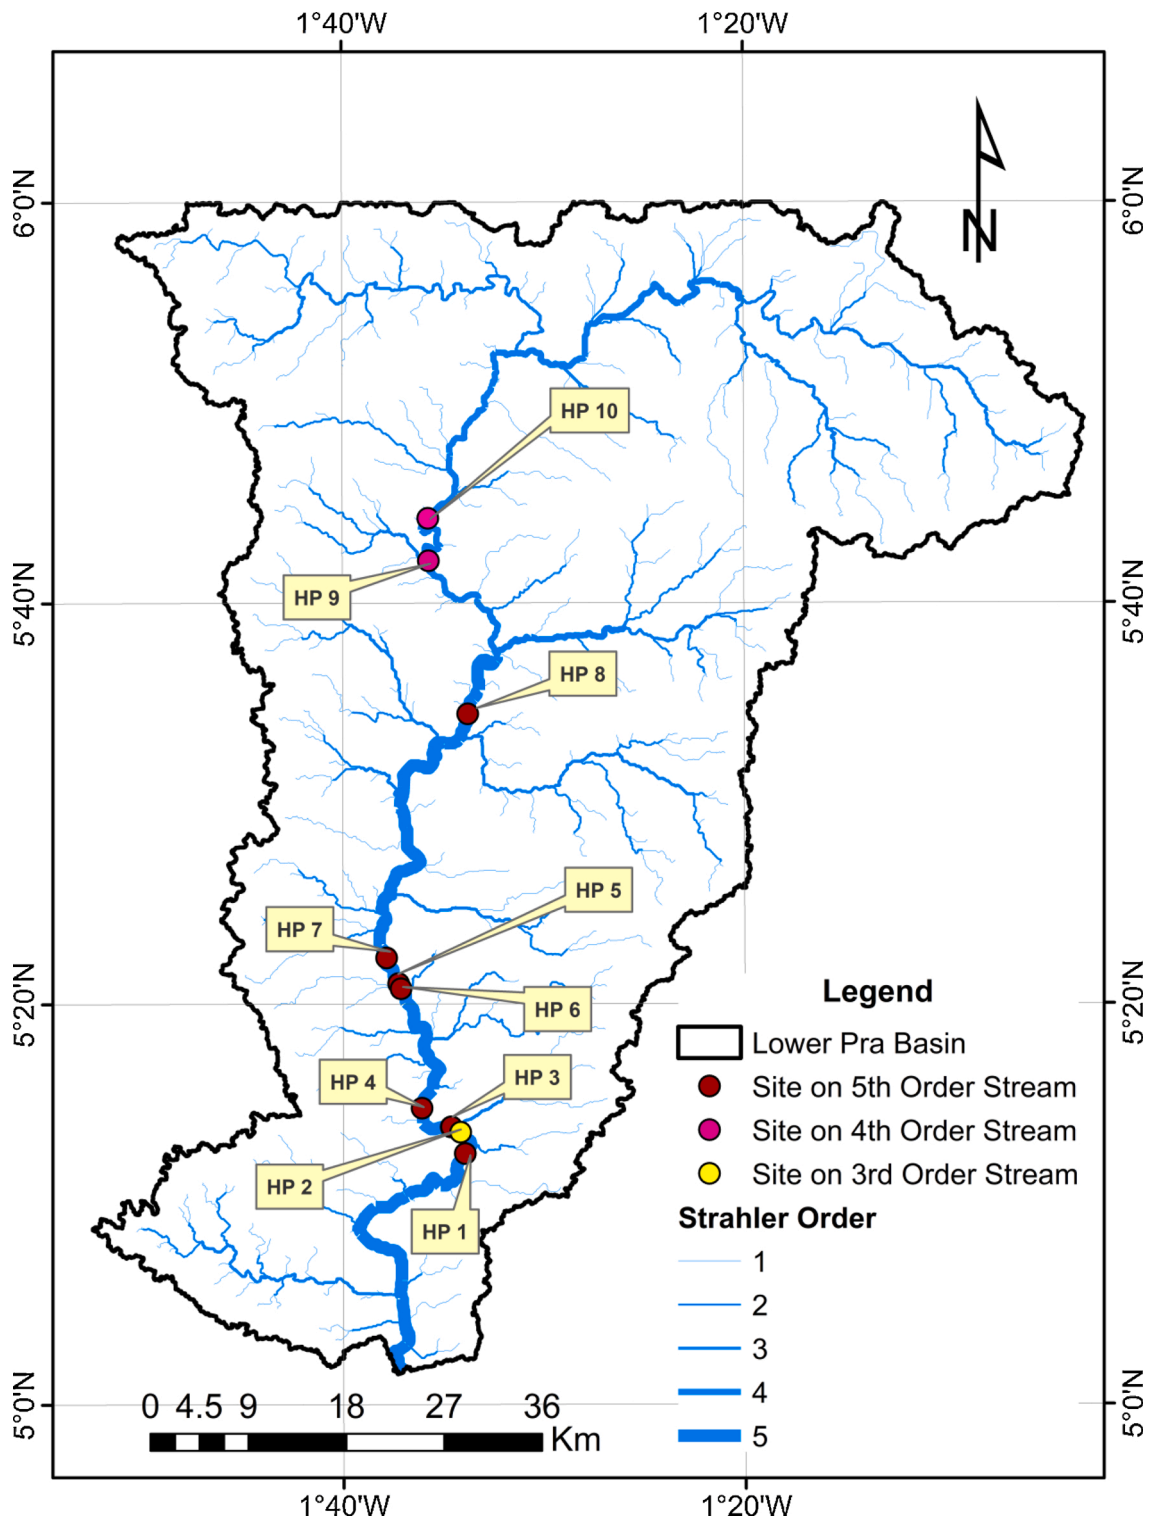 1°40'W 1°20'W
6°0'N 6°0'N
N
HP 10
HP 9
5°40'N 5°40'N
HP 8
HP 5
HP 7
HP 6
5°20'N 5°20'N
HP 3
HP 4
HP 2
HP 1
Legend
Lower Pra Basin
Site on 5th Order Stream
Site on 4th Order Stream
Site on 3rd Order Stream
Strahler Order
1
2
3
4
5
0 4.5 9 18 27 36
Km
5°0'N 5°0'N
1°40'W 1°20'W